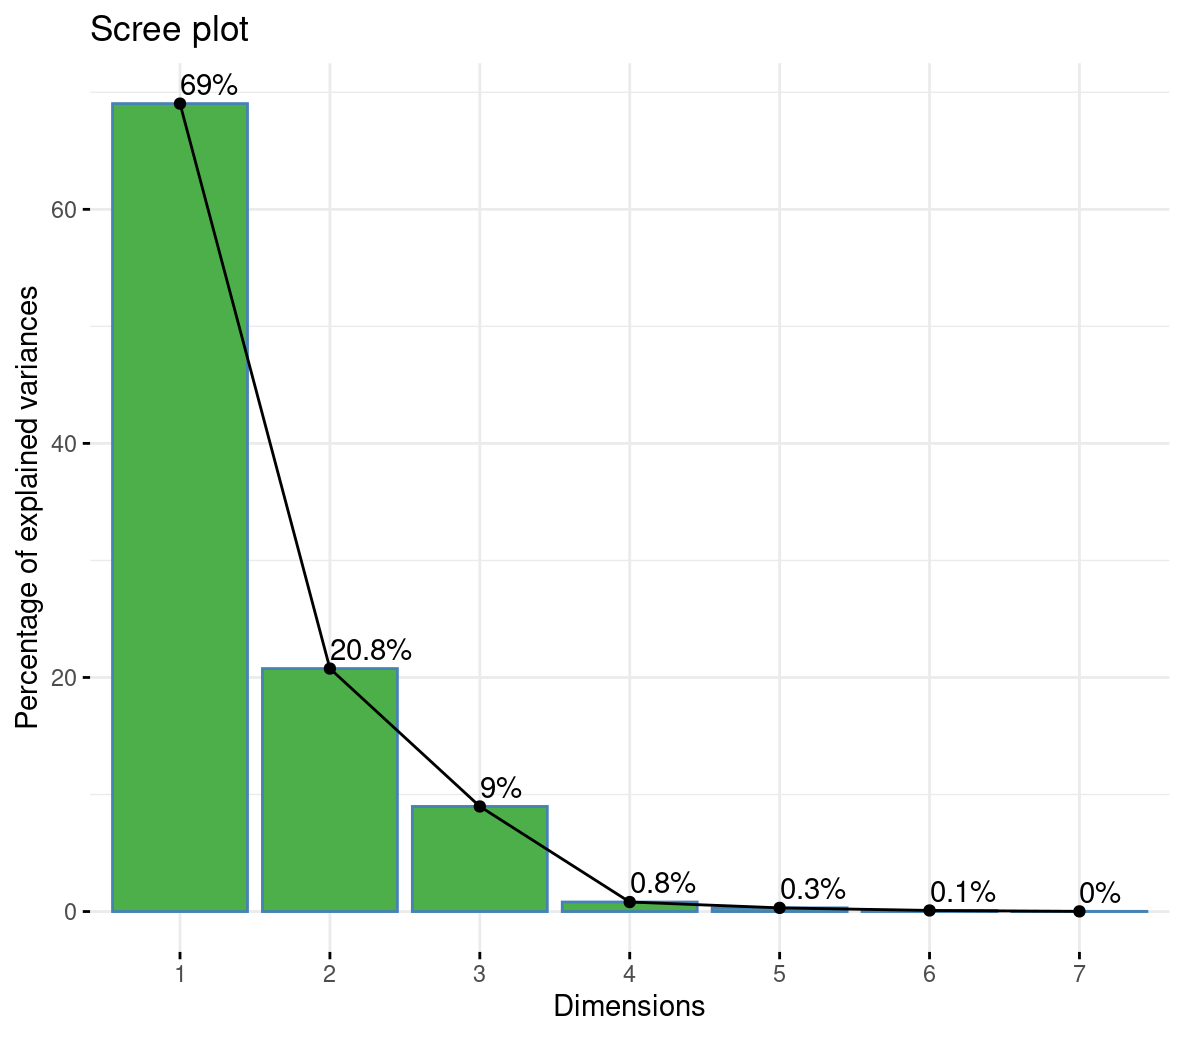 Scree plot
69%
60
40
20.8%
20
9%
0.8%
0.3%
0.1%
0%
0
1 2 3 4 5 6 7
Dimensions
Percentage of explained variances